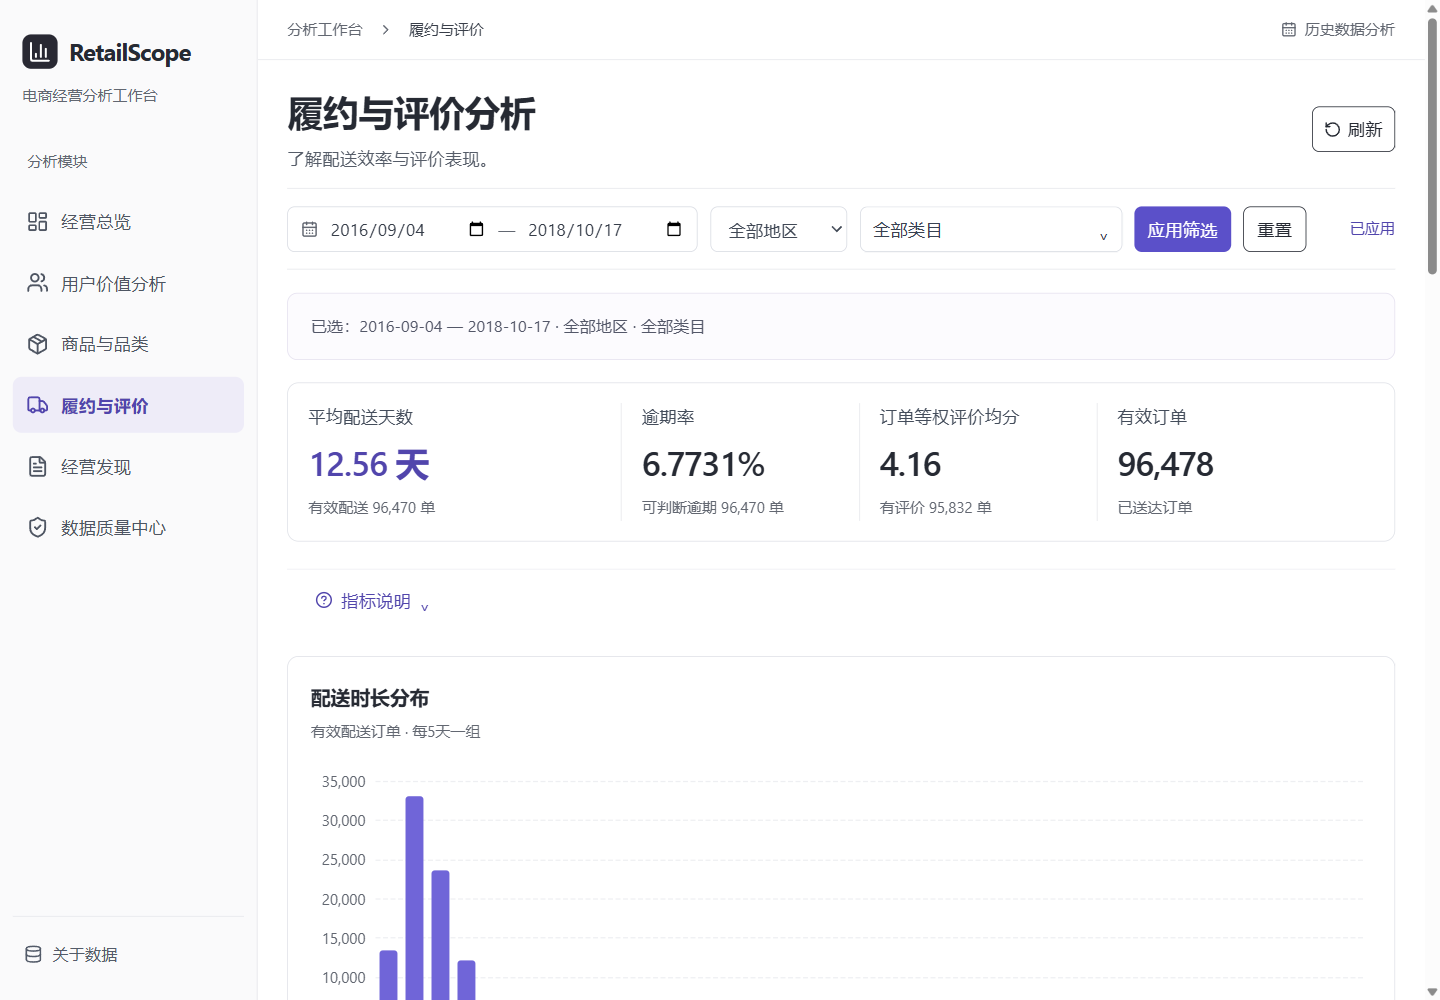 RetailScope
电商经营分析工作台
分析模块
经营总览
用户价值分析
商品与品类
履约与评价
经营发现
数据质量中心
关于数据
分析工作台 > 履约与评价
历史数据分析
履约与评价分析
了解配送效率与评价表现。
刷新
2016/09/04 — 2018/10/17
全部地区
全部类目
应用筛选
重置
已应用
已选：2016-09-04 — 2018-10-17 · 全部地区 · 全部类目
平均配送天数
12.56 天
有效配送 96,470 单
逾期率
6.7731%
可判断逾期 96,470 单
订单等权评价均分
4.16
有评价 95,832 单
有效订单
96,478
已送达订单
指标说明
配送时长分布
有效配送订单 · 每5天一组
35,000
30,000
25,000
20,000
15,000
10,000